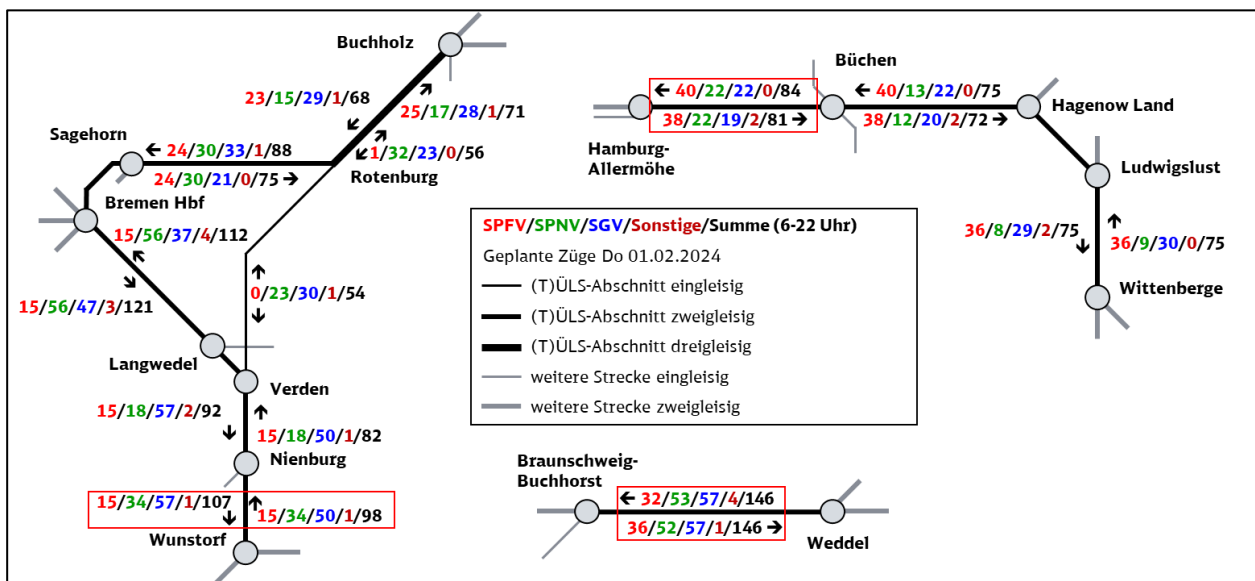 Buchholz
23/15/29/1/68
25/17/28/1/71
Sagehorn
24/30/33/1/88
24/30/21/0/75
1/32/23/0/56
Rotenburg
Bremen Hbf
15/56/37/4/112
15/56/47/3/121
0/23/30/1/54
Langwedel
Verden
15/18/57/2/92
15/18/50/1/82
Nienburg
15/34/57/1/107
15/34/50/1/98
Wunstorf
Büchen
40/22/22/0/84
40/13/22/0/75
Hagenow Land
38/22/19/2/81
38/12/20/2/72
Hamburg-
Allermöhe
Ludwigslust
36/8/29/2/75
36/9/30/0/75
Wittenberge
SPFV/SPNV/SGV/Sonstige/Summe (6-22 Uhr)
Geplante Züge Do 01.02.2024
(T)ÜLS-Abschnitt eingleisig
(T)ÜLS-Abschnitt zweigleisig
(T)ÜLS-Abschnitt dreigleisig
weitere Strecke eingleisig
weitere Strecke zweigleisig
Braunschweig-
Buchhorst
32/53/57/4/146
36/52/57/1/146
Weddel